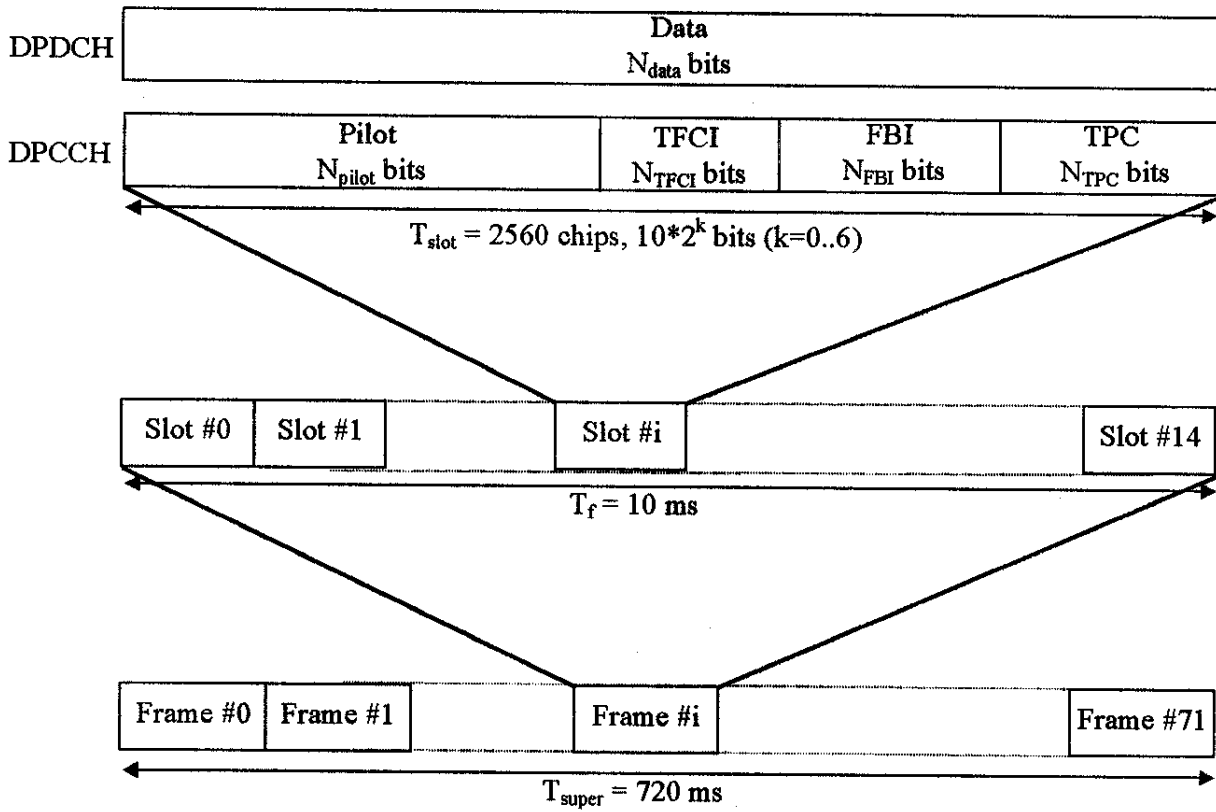 DPDCH
Data
N_data bits
DPCCH
Pilot
N_pilot bits
TFCI
N_TFCI bits
FBI
N_FBI bits
TPC
N_TPC bits
T_slot = 2560 chips, 10*2^k bits (k=0..6)
Slot #0
Slot #1
Slot #i
Slot #14
T_f = 10 ms
Frame #0
Frame #1
Frame #i
Frame #71
T_super = 720 ms